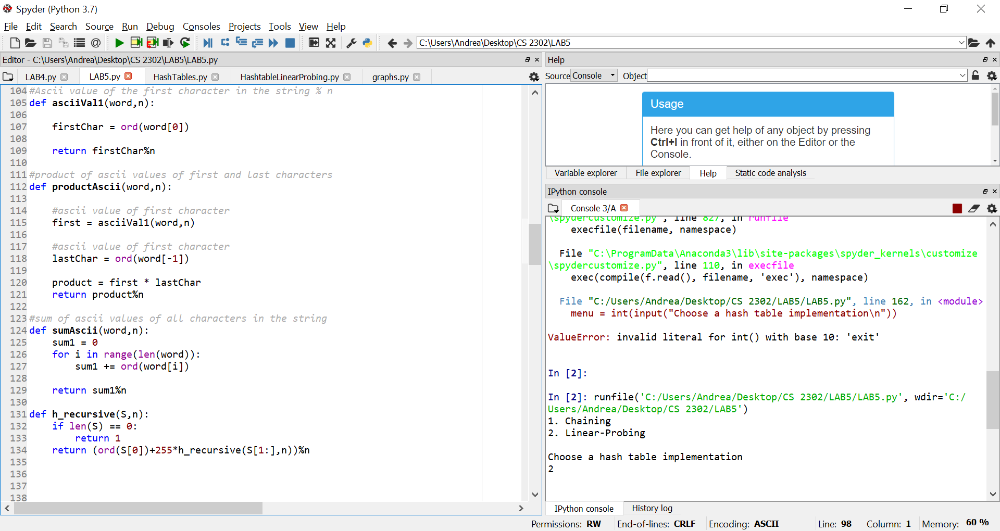 Spyder (Python 3.7)
File Edit Search Source Run Debug Consoles Projects Tools View Help
C:\Users\Andrea\Desktop\CS 2302\LAB5
Editor - C:\Users\Andrea\Desktop\CS 2302\LAB5\LAB5.py
LAB4.py LAB5.py HashTables.py HashtableLinearProbing.py graphs.py
104 #Ascii value of the first character in the string % n
105 def asciiVal1(word,n):
106
107     firstChar = ord(word[0])
108
109     return firstChar%n
110
111 #product of ascii values of first and last characters
112 def productAscii(word,n):
113
114     #ascii value of first character
115     first = asciiVal1(word,n)
116
117     #ascii value of first character
118     lastChar = ord(word[-1])
119
120     product = first * lastChar
121     return product%n
122
123 #sum of ascii values of all characters in the string
124 def sumAscii(word,n):
125     sum1 = 0
126     for i in range(len(word)):
127         sum1 += ord(word[i])
128
129     return sum1%n
130
131 def h_recursive(S,n):
132     if len(S) == 0:
133         return 1
134     return (ord(S[0])+255*h_recursive(S[1:],n))%n
135
136
137
138
Help
Source Console Object
Usage
Here you can get help of any object by pressing
Ctrl+I in front of it, either on the Editor or the
Console.
Variable explorer File explorer Help Static code analysis
IPython console
Console 3/A
\spydercustomize.py", line 827, in runfile
    execfile(filename, namespace)
  File "C:\ProgramData\Anaconda3\lib\site-packages\spyder_kernels\customize
\spydercustomize.py", line 110, in execfile
    exec(compile(f.read(), filename, 'exec'), namespace)
  File "C:/Users/Andrea/Desktop/CS 2302/LAB5/LAB5.py", line 162, in <module>
    menu = int(input("Choose a hash table implementation\n"))
ValueError: invalid literal for int() with base 10: 'exit'
In [2]:
In [2]: runfile('C:/Users/Andrea/Desktop/CS 2302/LAB5/LAB5.py', wdir='C:/
Users/Andrea/Desktop/CS 2302/LAB5')
1. Chaining
2. Linear-Probing
Choose a hash table implementation
2
IPython console History log
Permissions: RW End-of-lines: CRLF Encoding: ASCII Line: 98 Column: 1 Memory: 60 %